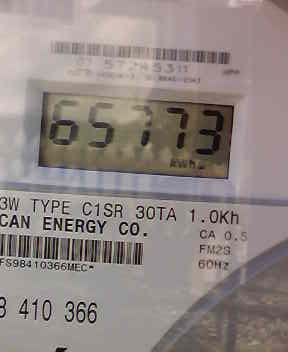 65773
kWh
3W TYPE C1SR 30TA 1.0Kh
CAN ENERGY CO.
CA 0.5
FM2S
FS98410366MEC*
60Hz
8 410 366